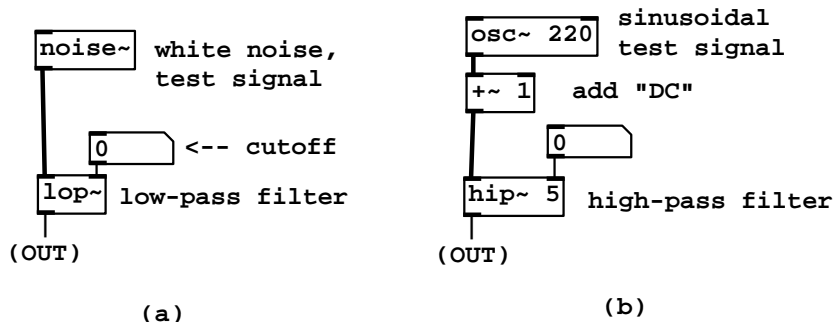 noise~
white noise,
test signal
0
<-- cutoff
lop~
low-pass filter
(OUT)
(a)
osc~ 220
sinusoidal
test signal
+~ 1
add "DC"
0
hip~ 5
high-pass filter
(OUT)
(b)